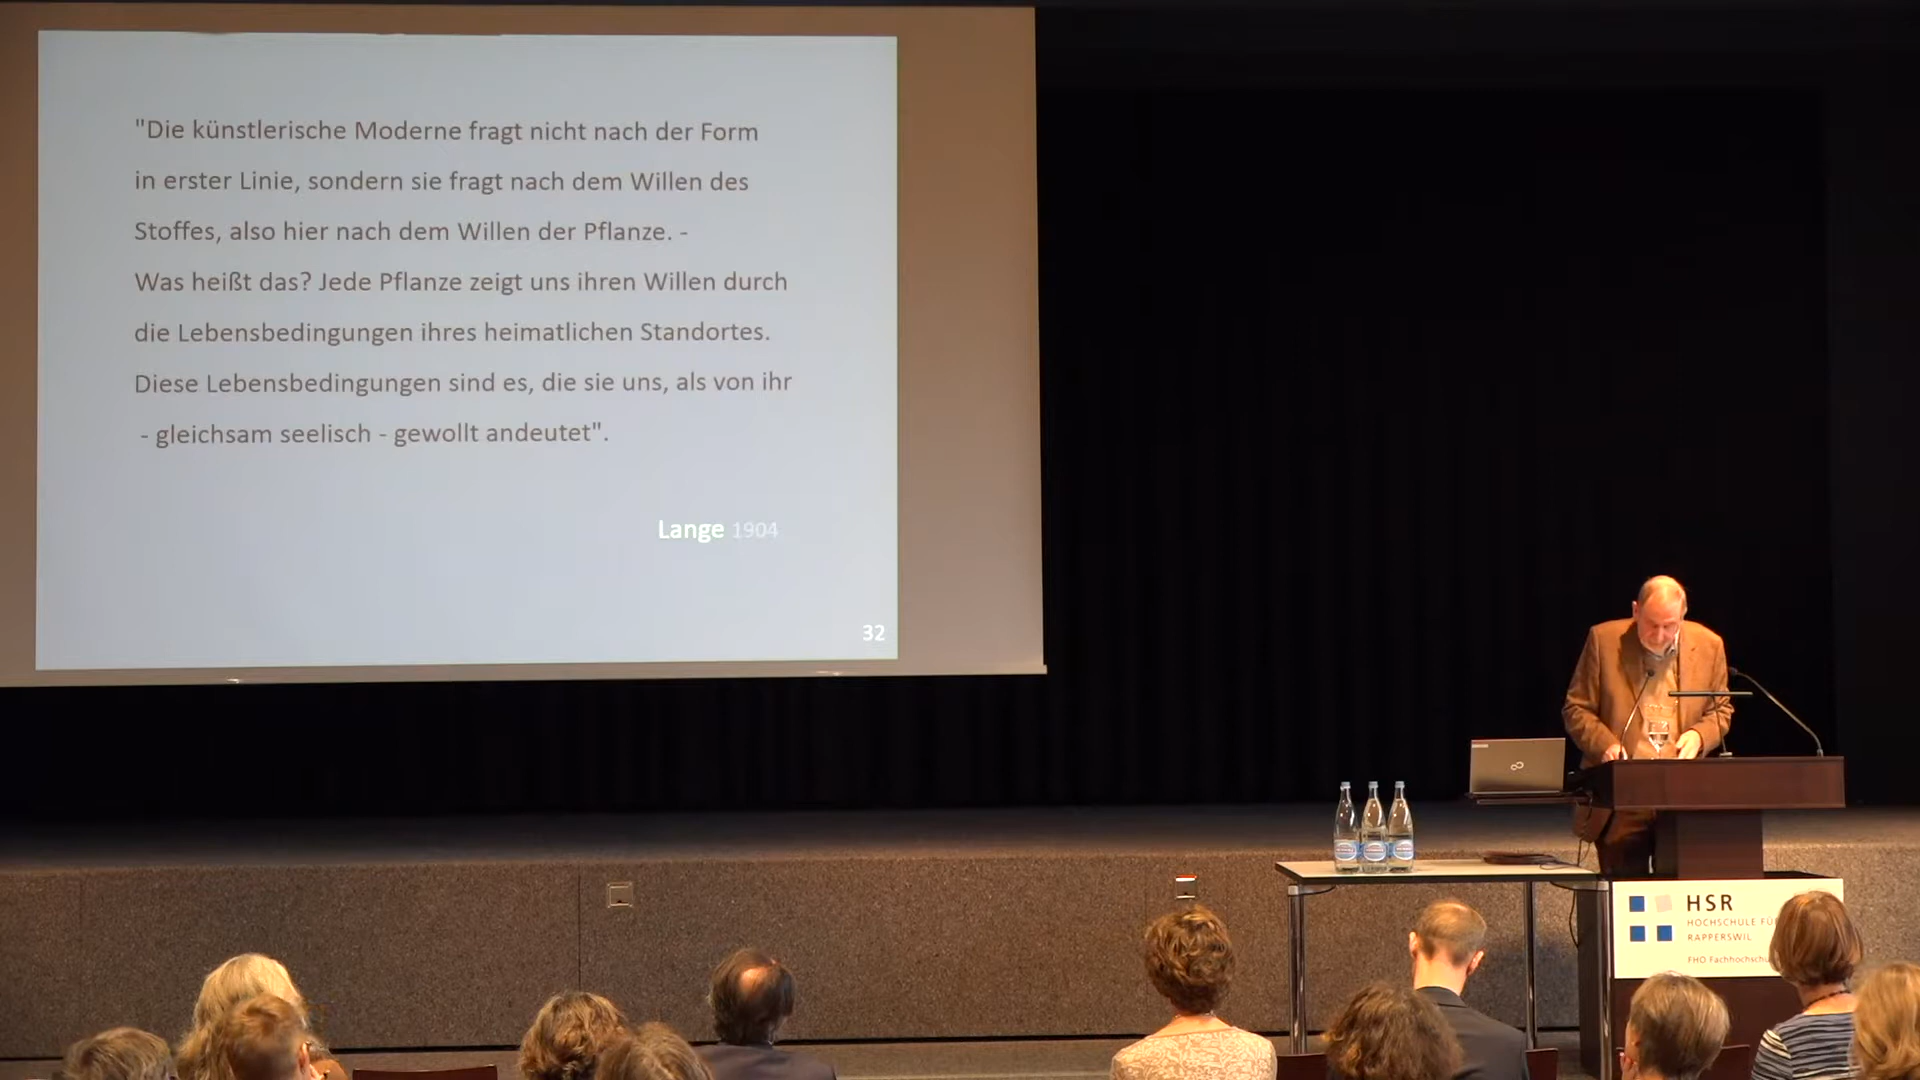 "Die künstlerische Moderne fragt nicht nach der Form
in erster Linie, sondern sie fragt nach dem Willen des
Stoffes, also hier nach dem Willen der Pflanze. -
Was heißt das? Jede Pflanze zeigt uns ihren Willen durch
die Lebensbedingungen ihres heimatlichen Standortes.
Diese Lebensbedingungen sind es, die sie uns, als von ihr
- gleichsam seelisch - gewollt andeutet".
Lange 1904
32
HSR
HOCHSCHULE FÜ
RAPPERSWIL
FHO Fachhochschu